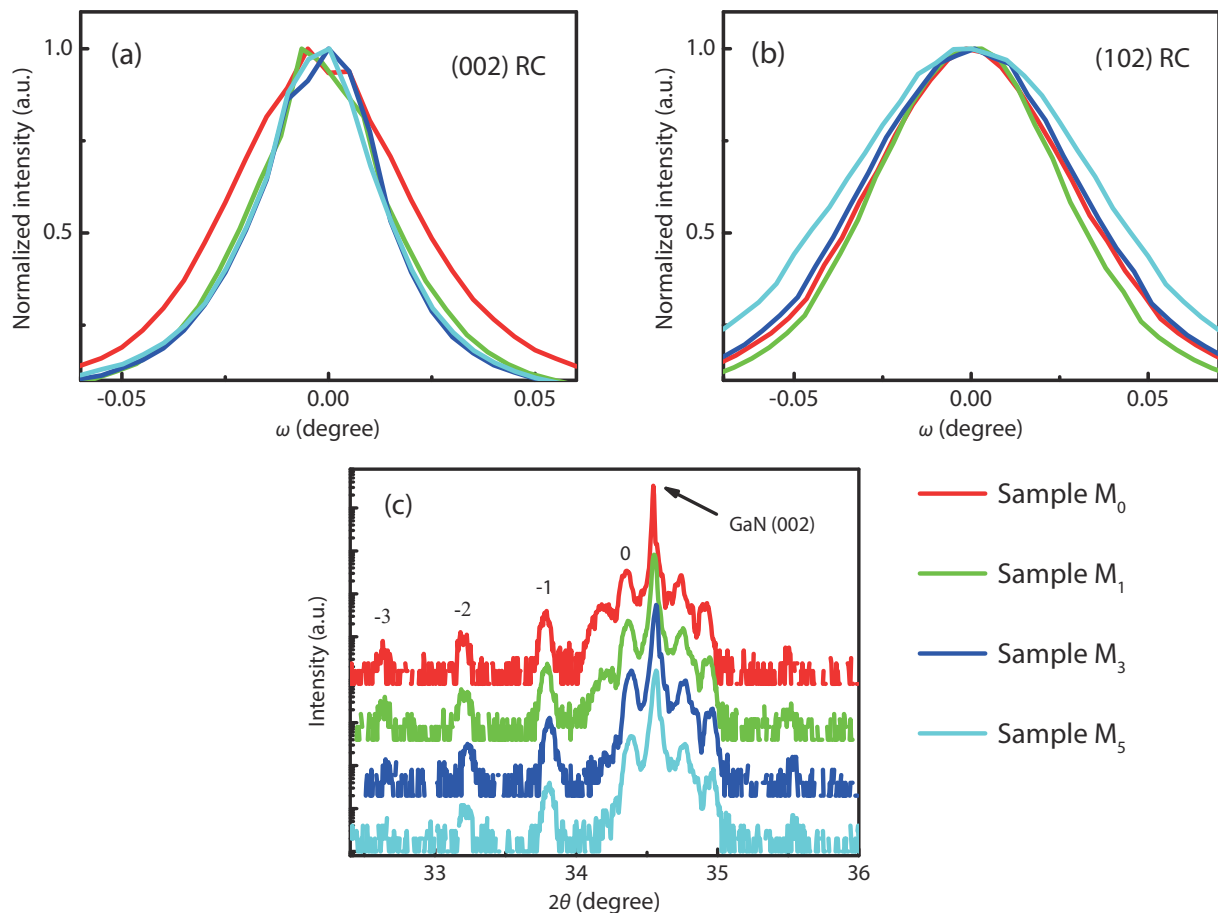 (a)
(002) RC
Normalized intensity (a.u.)
1.0
0.5
-0.05
0.00
0.05
ω (degree)
(b)
(102) RC
Normalized intensity (a.u.)
1.0
0.5
-0.05
0.00
0.05
ω (degree)
(c)
GaN (002)
0
-1
-2
-3
Intensity (a.u.)
33
34
35
36
2θ (degree)
Sample M₀
Sample M₁
Sample M₃
Sample M₅